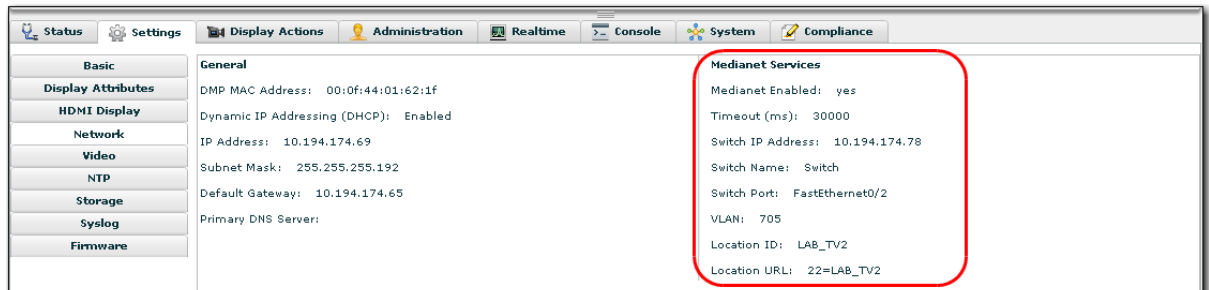 Status
Settings
Display Actions
Administration
Realtime
Console
System
Compliance
Basic
Display Attributes
HDMI Display
Network
Video
NTP
Storage
Syslog
Firmware
General
DMP MAC Address: 00:0f:44:01:62:1f
Dynamic IP Addressing (DHCP): Enabled
IP Address: 10.194.174.69
Subnet Mask: 255.255.255.192
Default Gateway: 10.194.174.65
Primary DNS Server:
Medianet Services
Medianet Enabled: yes
Timeout (ms): 30000
Switch IP Address: 10.194.174.78
Switch Name: Switch
Switch Port: FastEthernet0/2
VLAN: 705
Location ID: LAB_TV2
Location URL: 22=LAB_TV2